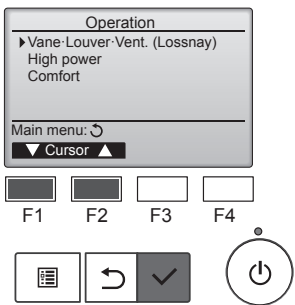 Operation
Vane·Louver·Vent. (Lossnay)
High power
Comfort
Main menu:
Cursor
F1 F2 F3 F4